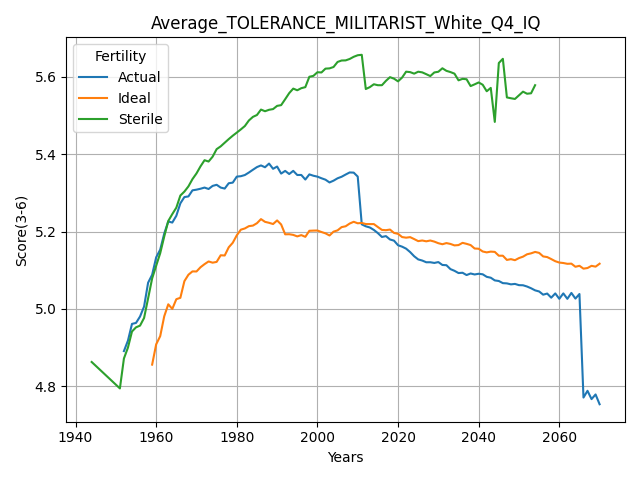 Average_TOLERANCE_MILITARIST_White_Q4_IQ
Fertility
Actual
Ideal
Sterile
Score(3-6)
5.6
5.4
5.2
5.0
4.8
1940 1960 1980 2000 2020 2040 2060
Years